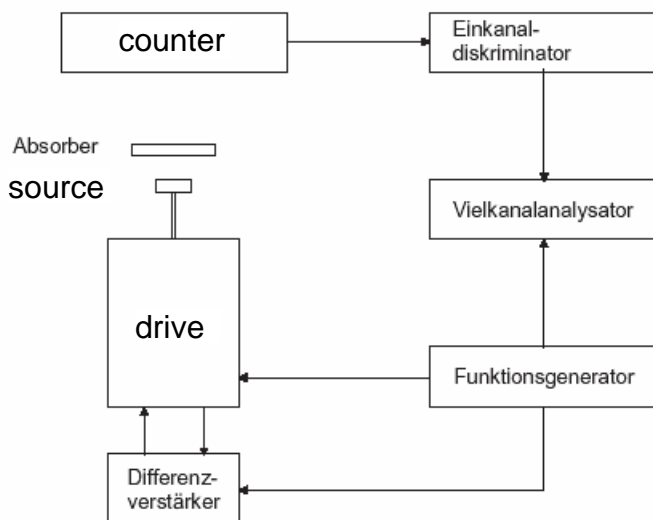 counter
Einkanal-
diskriminator
Absorber
source
Vielkanalanalysator
drive
Funktionsgenerator
Differenz-
verstärker